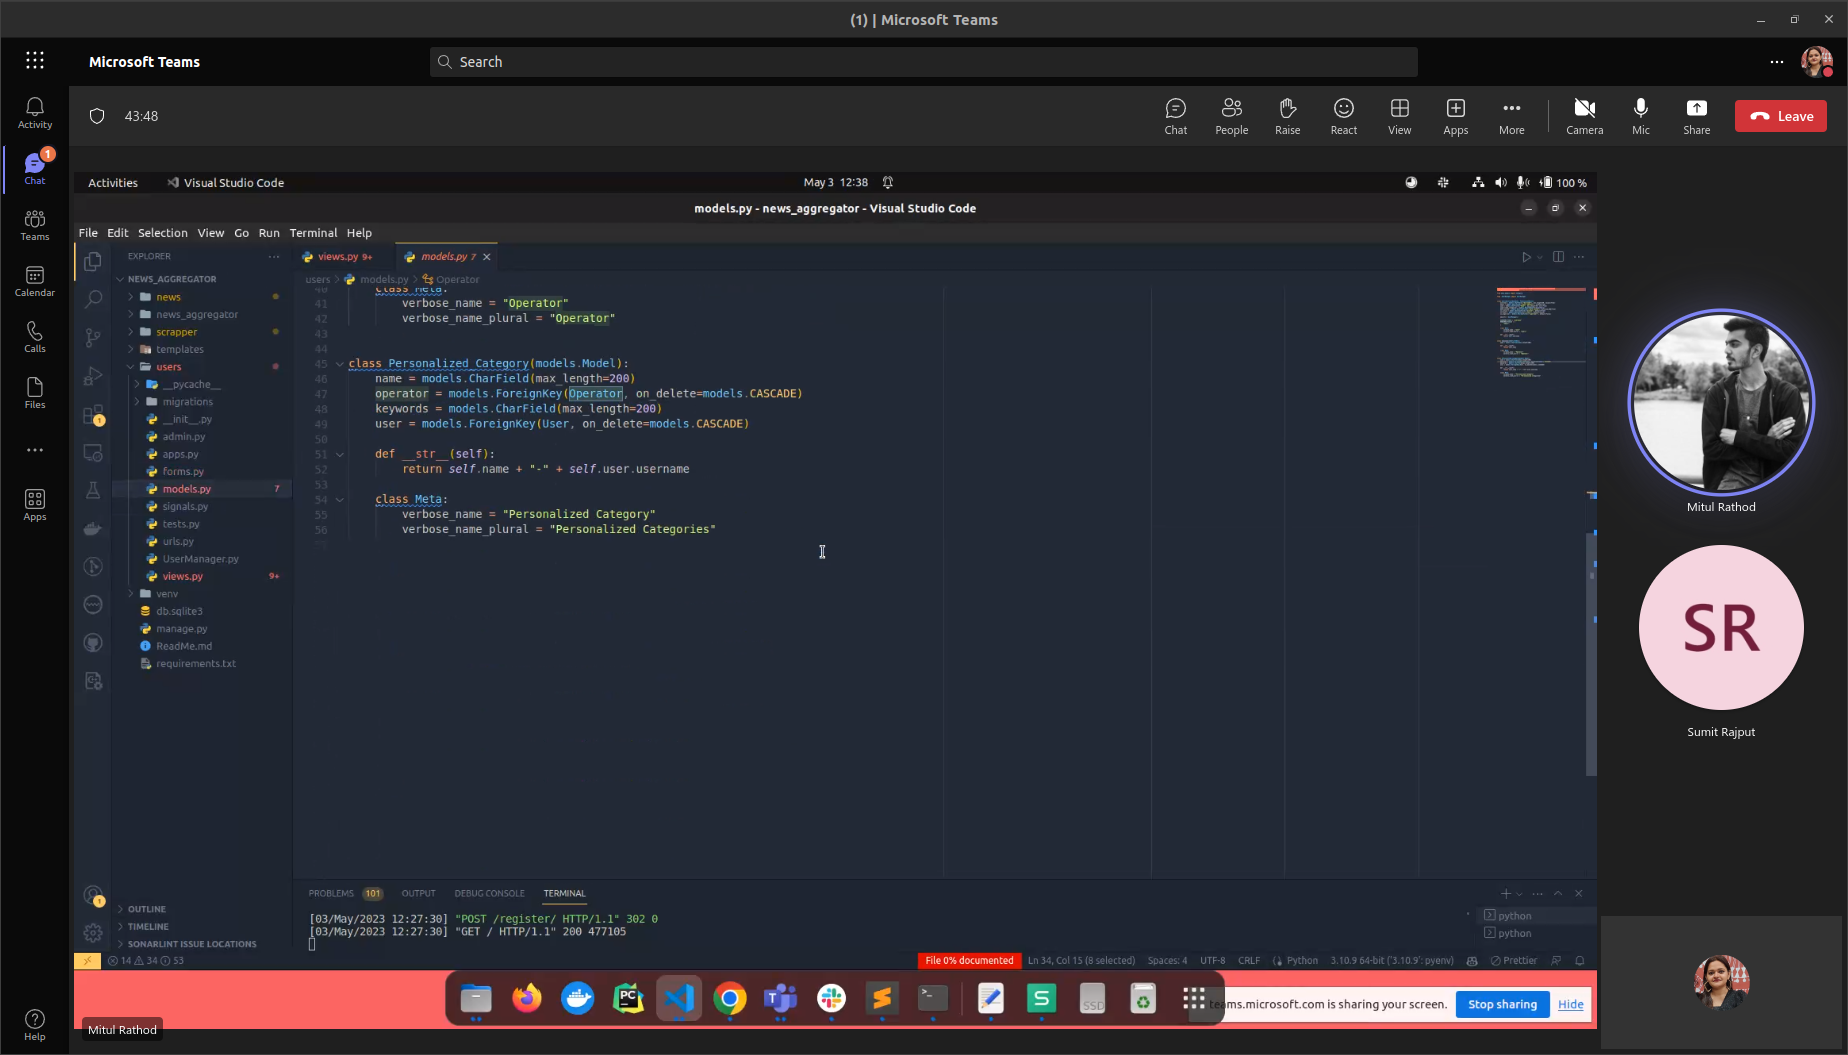 (1) | Microsoft Teams
Microsoft Teams
Search
43:48
Chat
People
Raise
React
View
Apps
More
Camera
Mic
Share
Leave
Activity
1
Chat
Teams
Calendar
Calls
Files
Apps
Help
Activities
Visual Studio Code
May 3 12:38
100 %
models.py - news_aggregator - Visual Studio Code
File Edit Selection View Go Run Terminal Help
EXPLORER
NEWS_AGGREGATOR
news
news_aggregator
scrapper
templates
users
__pycache__
migrations
__init__.py
admin.py
apps.py
forms.py
models.py 7
signals.py
tests.py
urls.py
UserManager.py
views.py 9+
venv
db.sqlite3
manage.py
ReadMe.md
requirements.txt
OUTLINE
TIMELINE
SONARLINT ISSUE LOCATIONS
1
1
views.py 9+
models.py 7
users > models.py > Operator
40 class Meta:
41 verbose_name = "Operator"
42 verbose_name_plural = "Operator"
43
44
45 class Personalized_Category(models.Model):
46 name = models.CharField(max_length=200)
47 operator = models.ForeignKey(Operator, on_delete=models.CASCADE)
48 keywords = models.CharField(max_length=200)
49 user = models.ForeignKey(User, on_delete=models.CASCADE)
50
51 def __str__(self):
52 return self.name + "-" + self.user.username
53
54 class Meta:
55 verbose_name = "Personalized Category"
56 verbose_name_plural = "Personalized Categories"
PROBLEMS 101 OUTPUT DEBUG CONSOLE TERMINAL
[03/May/2023 12:27:30] "POST /register/ HTTP/1.1" 302 0
[03/May/2023 12:27:30] "GET / HTTP/1.1" 200 477105
python
python
14 34 53
File 0% documented
Ln 34, Col 15 (8 selected)
Spaces: 4
UTF-8
CRLF
Python
3.10.9 64-bit ('3.10.9': pyenv)
Prettier
PC
S
SSD
teams.microsoft.com is sharing your screen.
Stop sharing
Hide
Mitul Rathod
Mitul Rathod
SR
Sumit Rajput